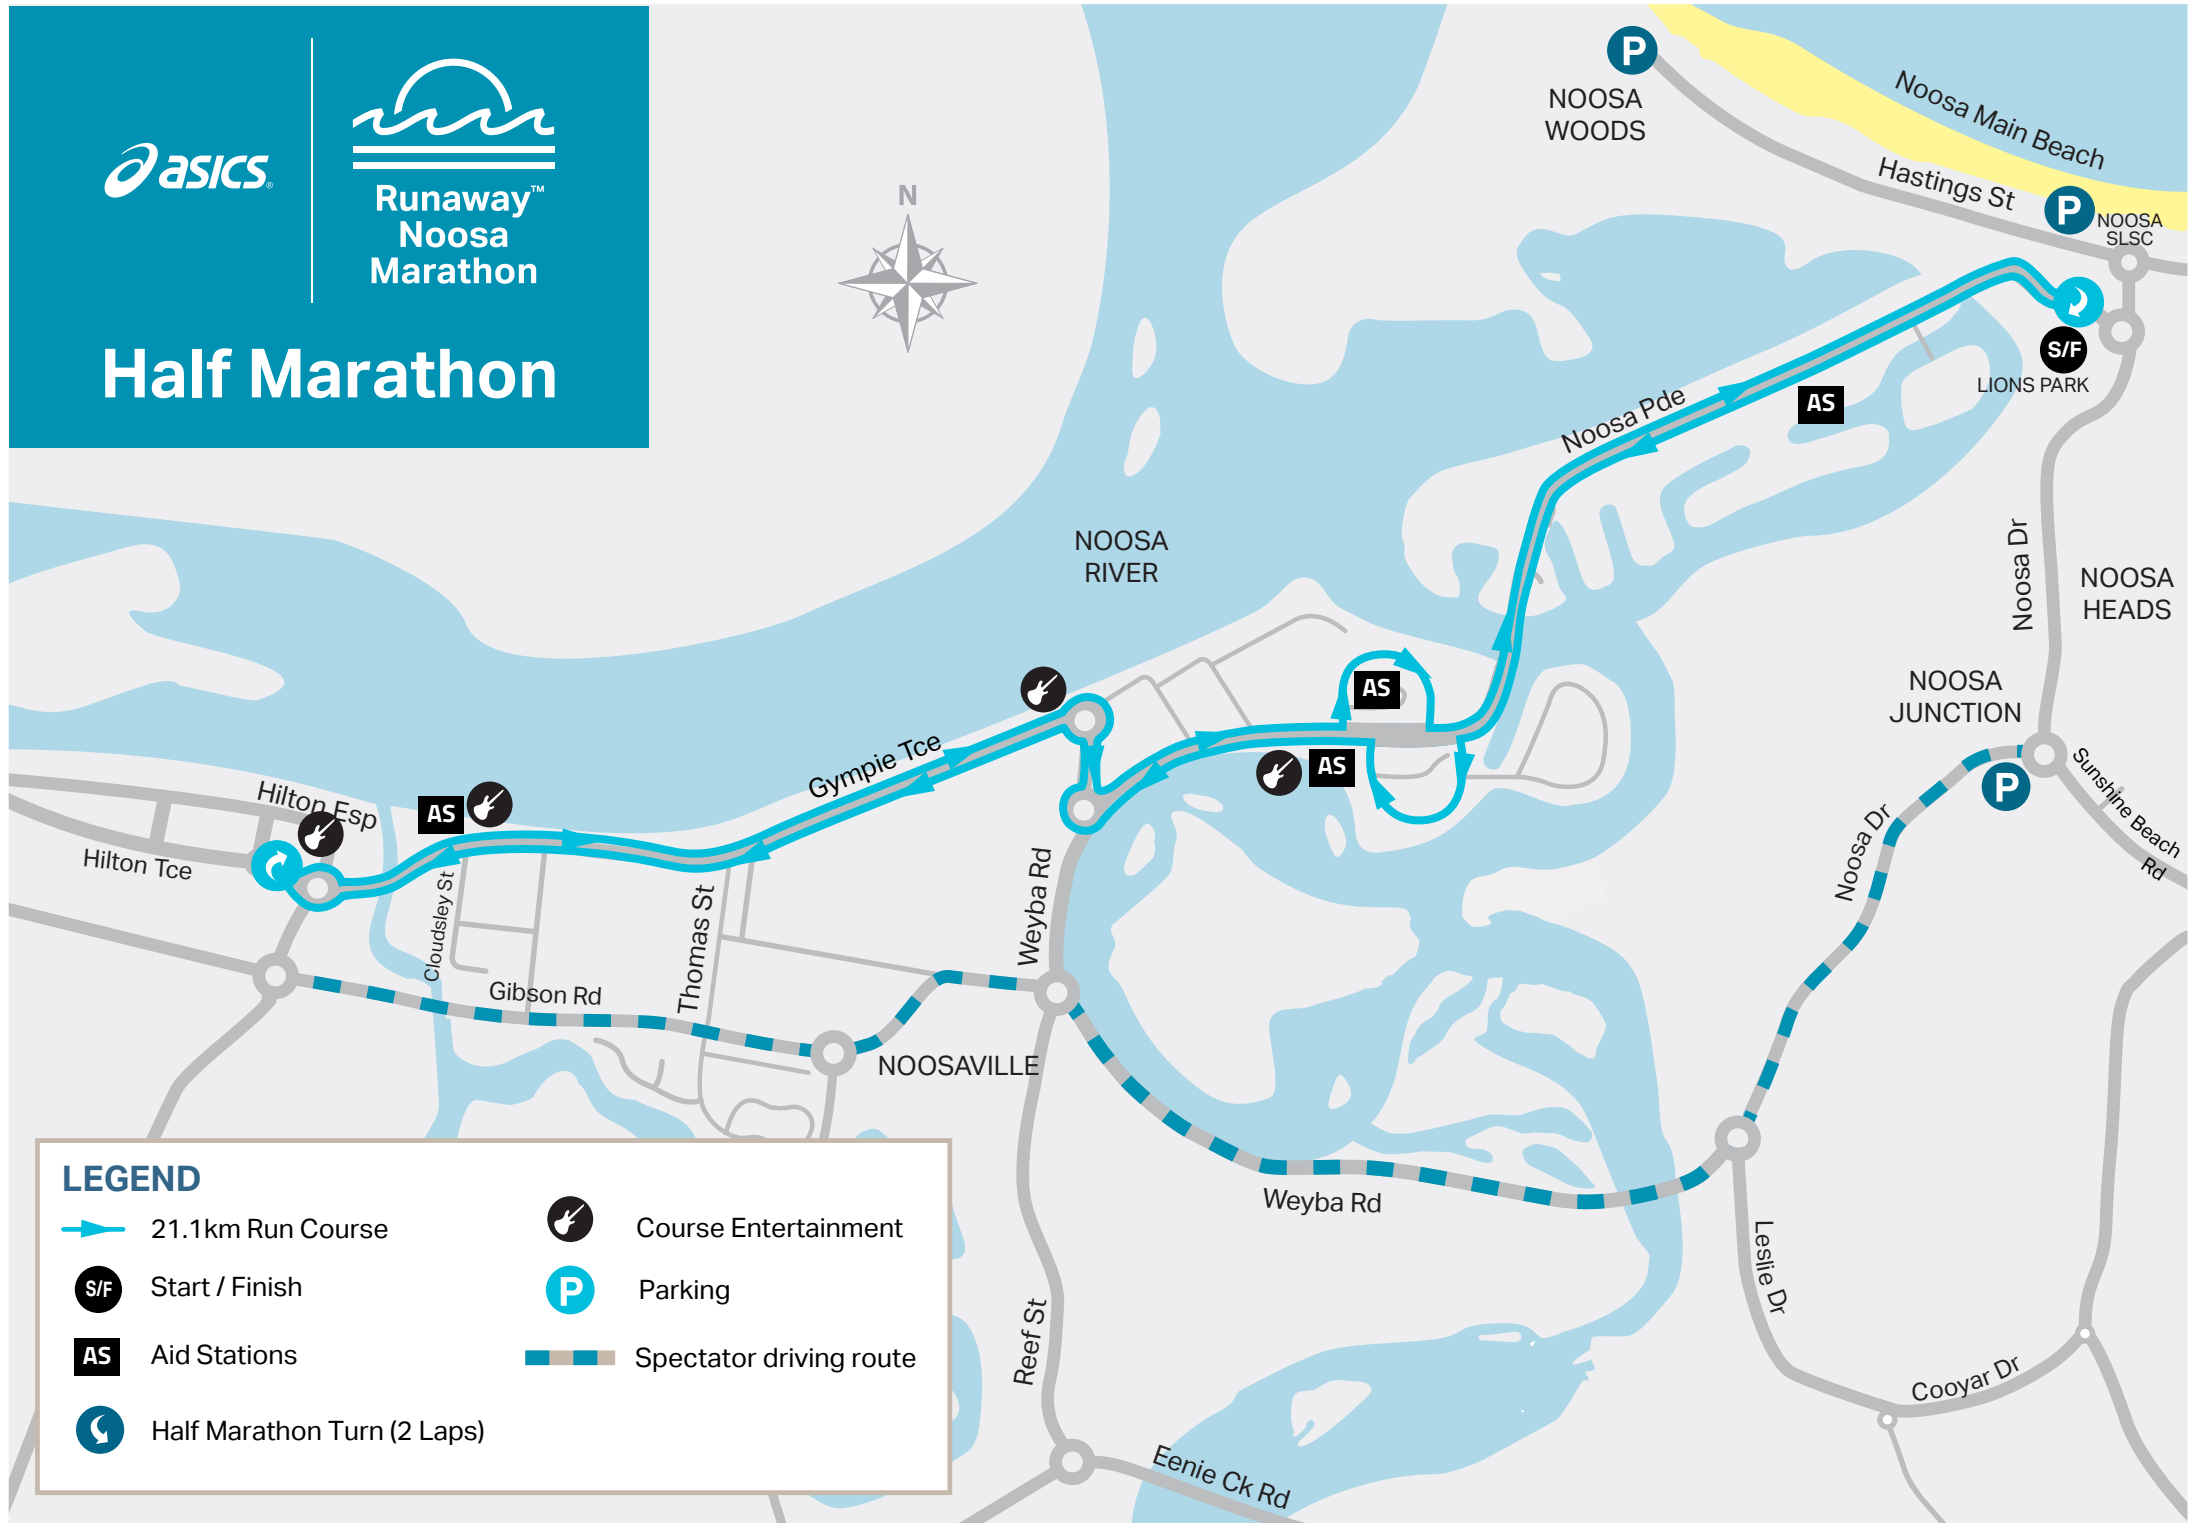 asics®
Runaway™
Noosa
Marathon
Half Marathon
N
P
NOOSA
WOODS
Noosa Main Beach
Hastings St
P
NOOSA
SLSC
S/F
LIONS PARK
AS
Noosa Pde
NOOSA
RIVER
Noosa Dr
NOOSA
HEADS
NOOSA
JUNCTION
P
Sunshine Beach
Rd
AS
AS
Gympie Tce
Hilton Esp
AS
Hilton Tce
Cloudsley St
Thomas St
Weyba Rd
Noosa Dr
Gibson Rd
NOOSAVILLE
Weyba Rd
Leslie Dr
Reef St
Cooyar Dr
Eenie Ck Rd
LEGEND
21.1km Run Course
S/F Start / Finish
AS Aid Stations
Half Marathon Turn (2 Laps)
Course Entertainment
P Parking
Spectator driving route